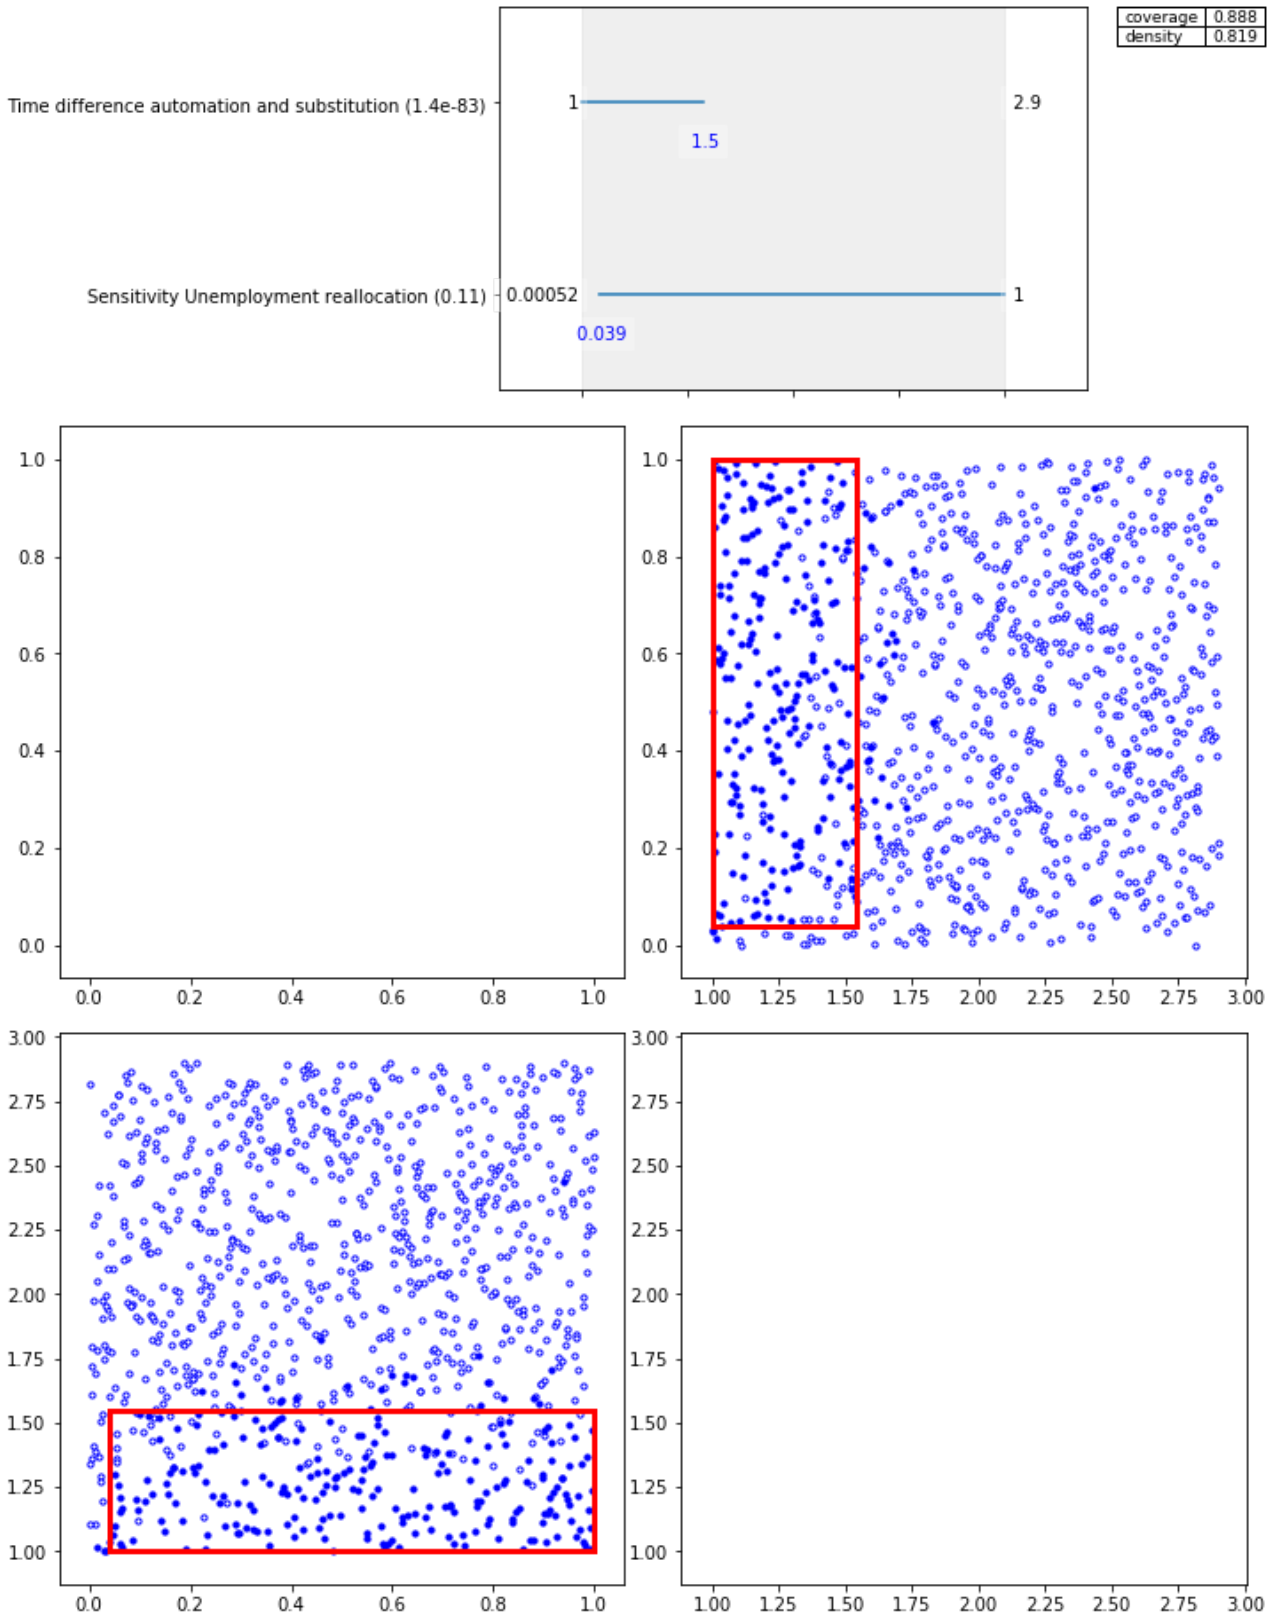 coverage 0.888
density 0.819
Time difference automation and substitution (1.4e-83) 1 2.9
1.5
Sensitivity Unemployment reallocation (0.11) 0.00052 1
0.039
1.0 1.0
0.8 0.8
0.6 0.6
0.4 0.4
0.2 0.2
0.0 0.0
0.0 0.2 0.4 0.6 0.8 1.0 1.00 1.25 1.50 1.75 2.00 2.25 2.50 2.75 3.00
3.00 3.00
2.75 2.75
2.50 2.50
2.25 2.25
2.00 2.00
1.75 1.75
1.50 1.50
1.25 1.25
1.00 1.00
0.0 0.2 0.4 0.6 0.8 1.0 1.00 1.25 1.50 1.75 2.00 2.25 2.50 2.75 3.00